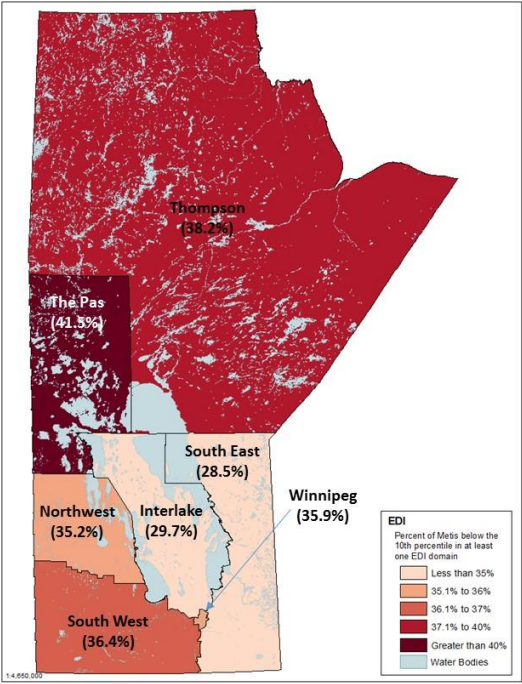 Thompson
(38.2%)
The Pas
(41.5%)
South East
(28.5%)
Northwest
(35.2%)
Interlake
(29.7%)
Winnipeg
(35.9%)
South West
(36.4%)
EDI
Percent of Metis below the
10th percentile in at least
one EDI domain
Less than 35%
35.1% to 36%
36.1% to 37%
37.1% to 40%
Greater than 40%
Water Bodies
1:4,650,000